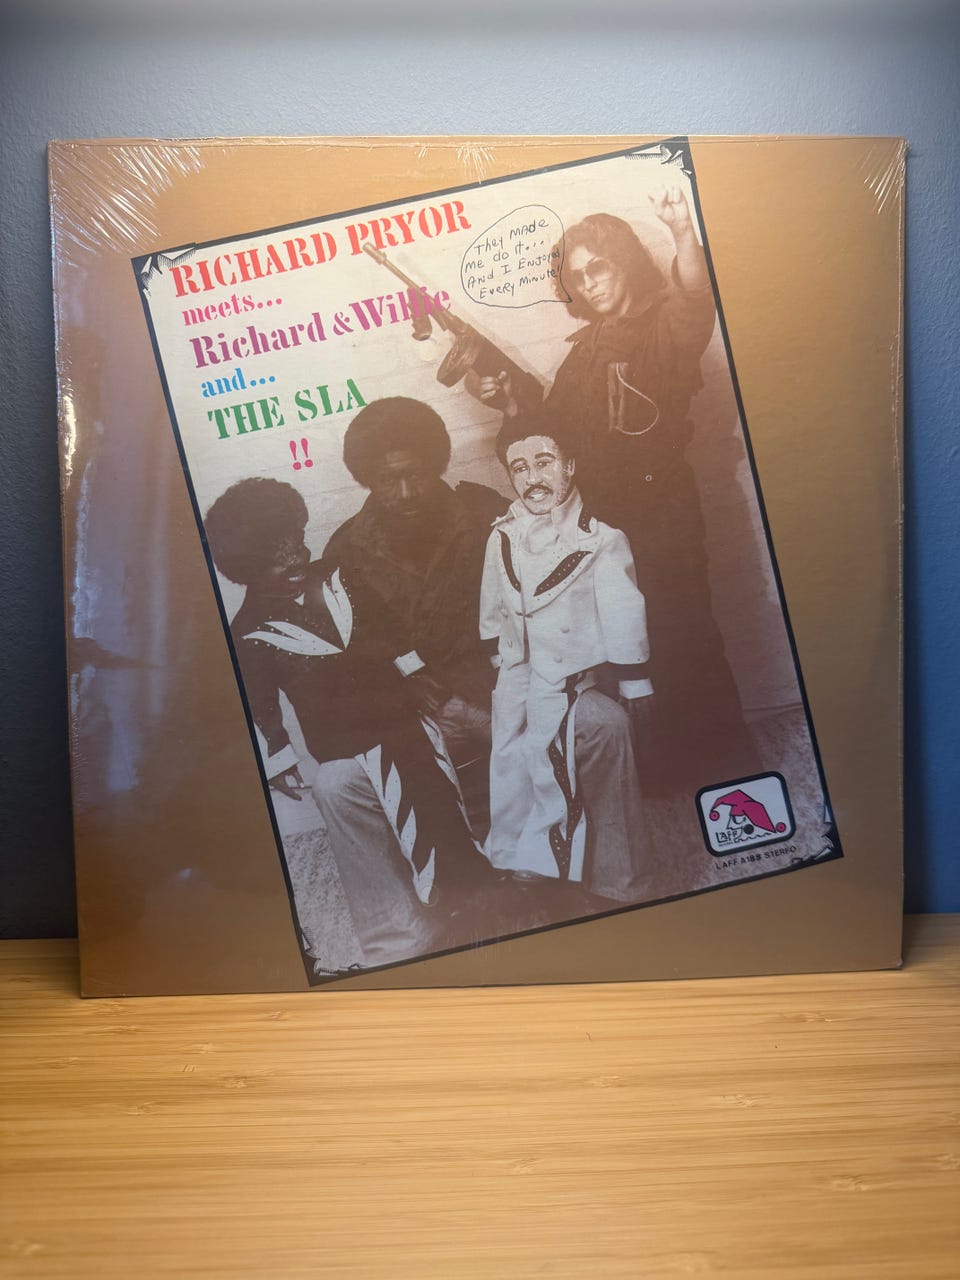 RICHARD PRYOR
meets...
Richard & Willie
and...
THE SLA
!!
They MADE
ME do it...
And I ENJOYED
EvERy MiNute!
LAFF
LAFF A188 STEREO